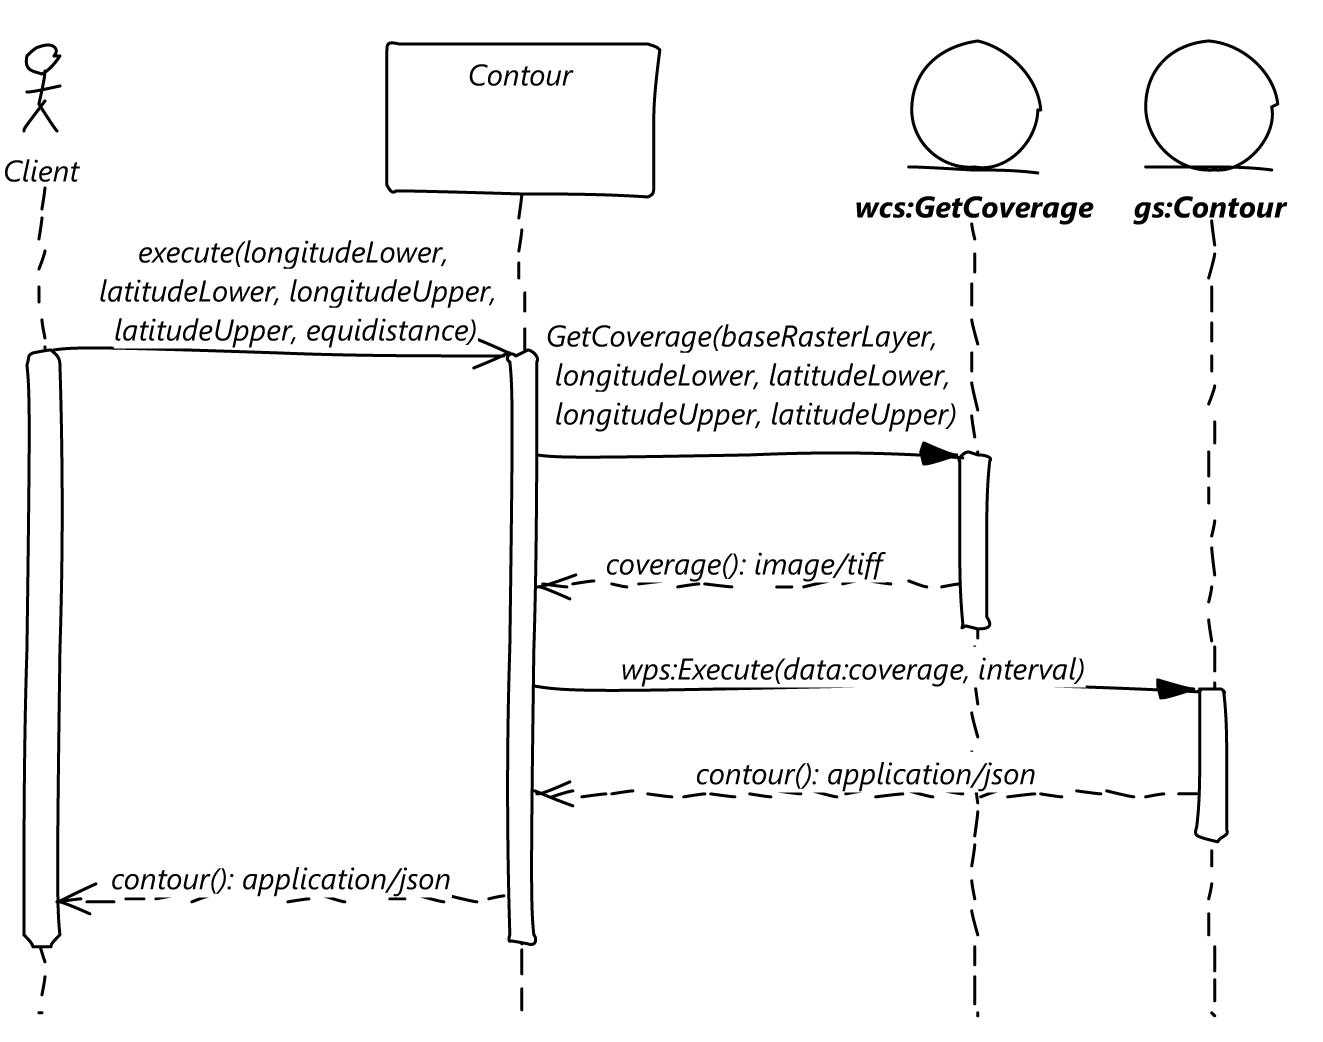 Contour
Client
wcs:GetCoverage
gs:Contour
execute(longitudeLower,
latitudeLower, longitudeUpper,
latitudeUpper, equidistance)
GetCoverage(baseRasterLayer,
longitudeLower, latitudeLower,
longitudeUpper, latitudeUpper)
coverage(): image/tiff
wps:Execute(data:coverage, interval)
contour(): application/json
contour(): application/json